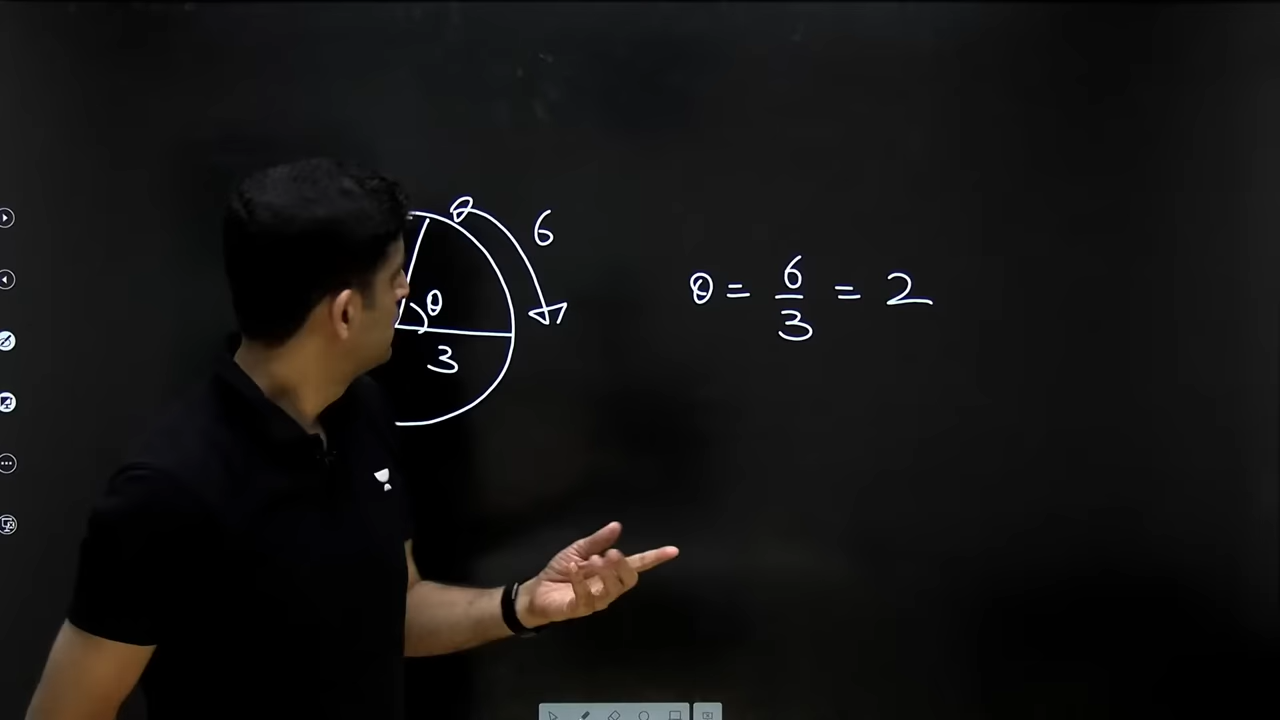 6
θ
3
θ = 6/3 = 2